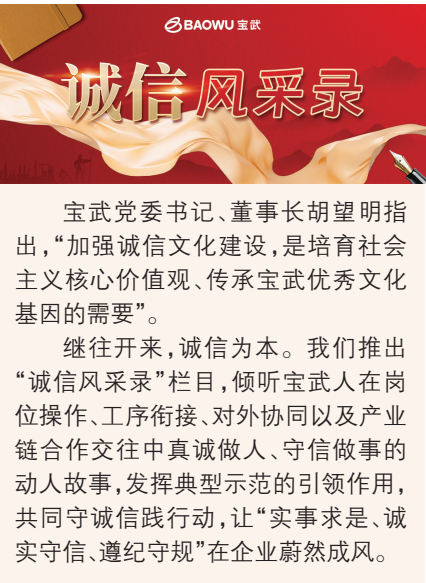 BAOWU 宝武
诚信风采录
宝武党委书记、董事长胡望明指
出，“加强诚信文化建设，是培育社会
主义核心价值观、传承宝武优秀文化
基因的需要”。
继往开来，诚信为本。我们推出
“诚信风采录”栏目，倾听宝武人在岗
位操作、工序衔接、对外协同以及产业
链合作交往中真诚做人、守信做事的
动人故事，发挥典型示范的引领作用，
共同守诚信践行动，让“实事求是、诚
实守信、遵纪守规”在企业蔚然成风。